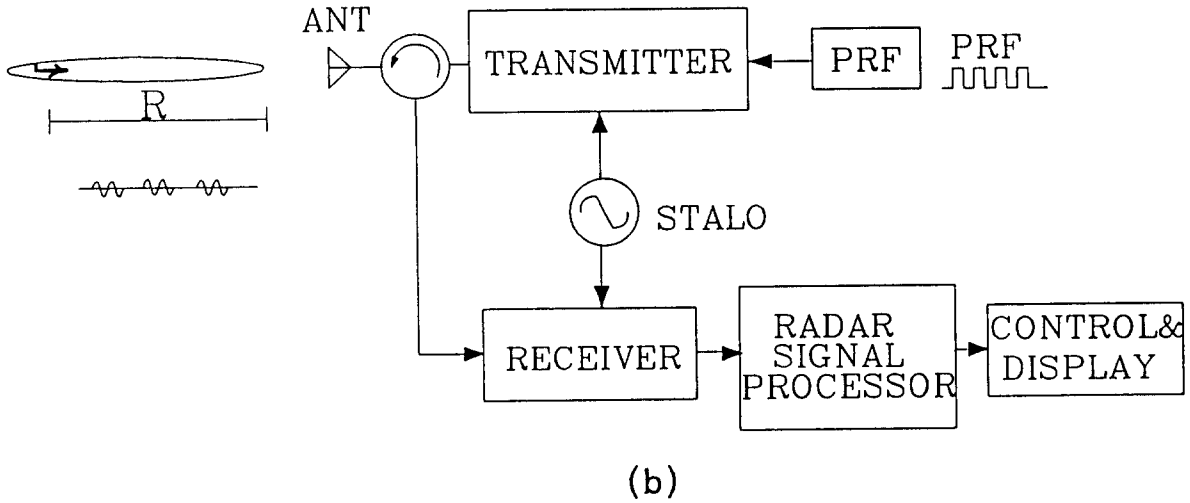 ANT
TRANSMITTER
PRF
PRF
R
STALO
RECEIVER
RADAR
SIGNAL
PROCESSOR
CONTROL&
DISPLAY
(b)